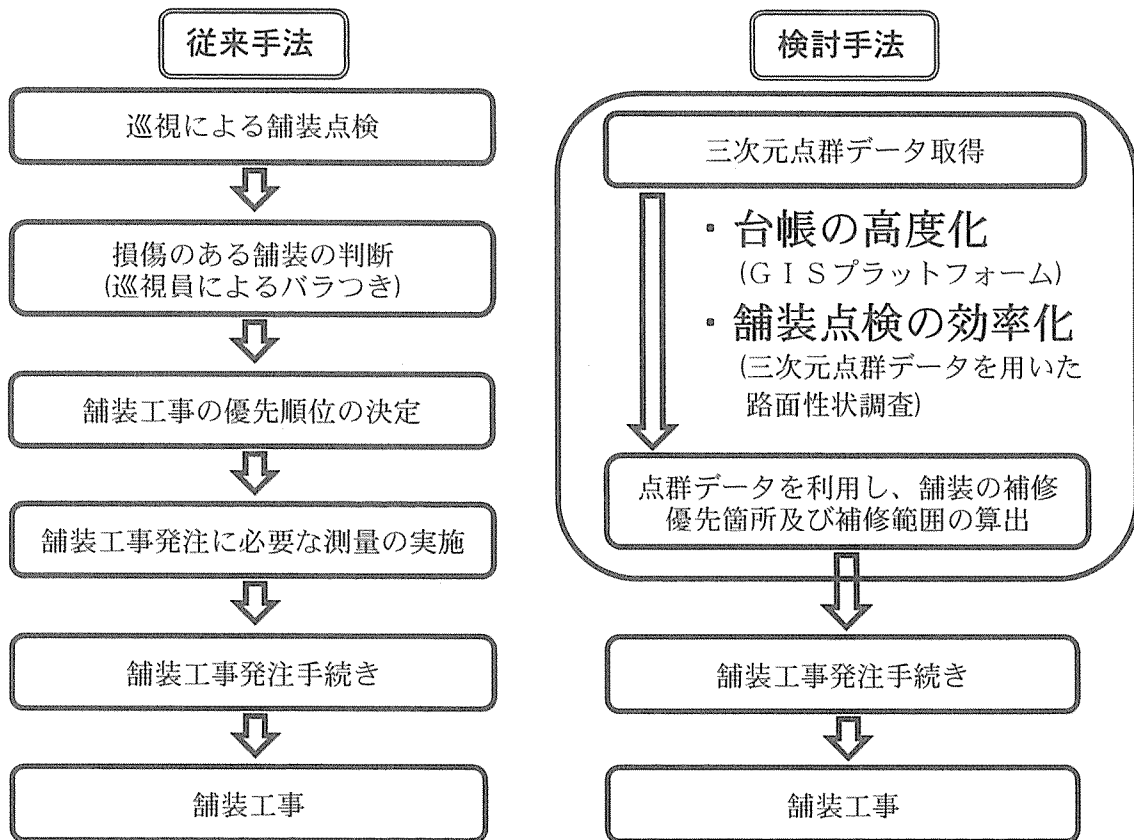 従来手法
巡視による舗装点検
損傷のある舗装の判断
(巡視員によるバラつき)
舗装工事の優先順位の決定
舗装工事発注に必要な測量の実施
舗装工事発注手続き
舗装工事
検討手法
三次元点群データ取得
・台帳の高度化
(GISプラットフォーム)
・舗装点検の効率化
(三次元点群データを用いた
路面性状調査)
点群データを利用し、舗装の補修
優先箇所及び補修範囲の算出
舗装工事発注手続き
舗装工事